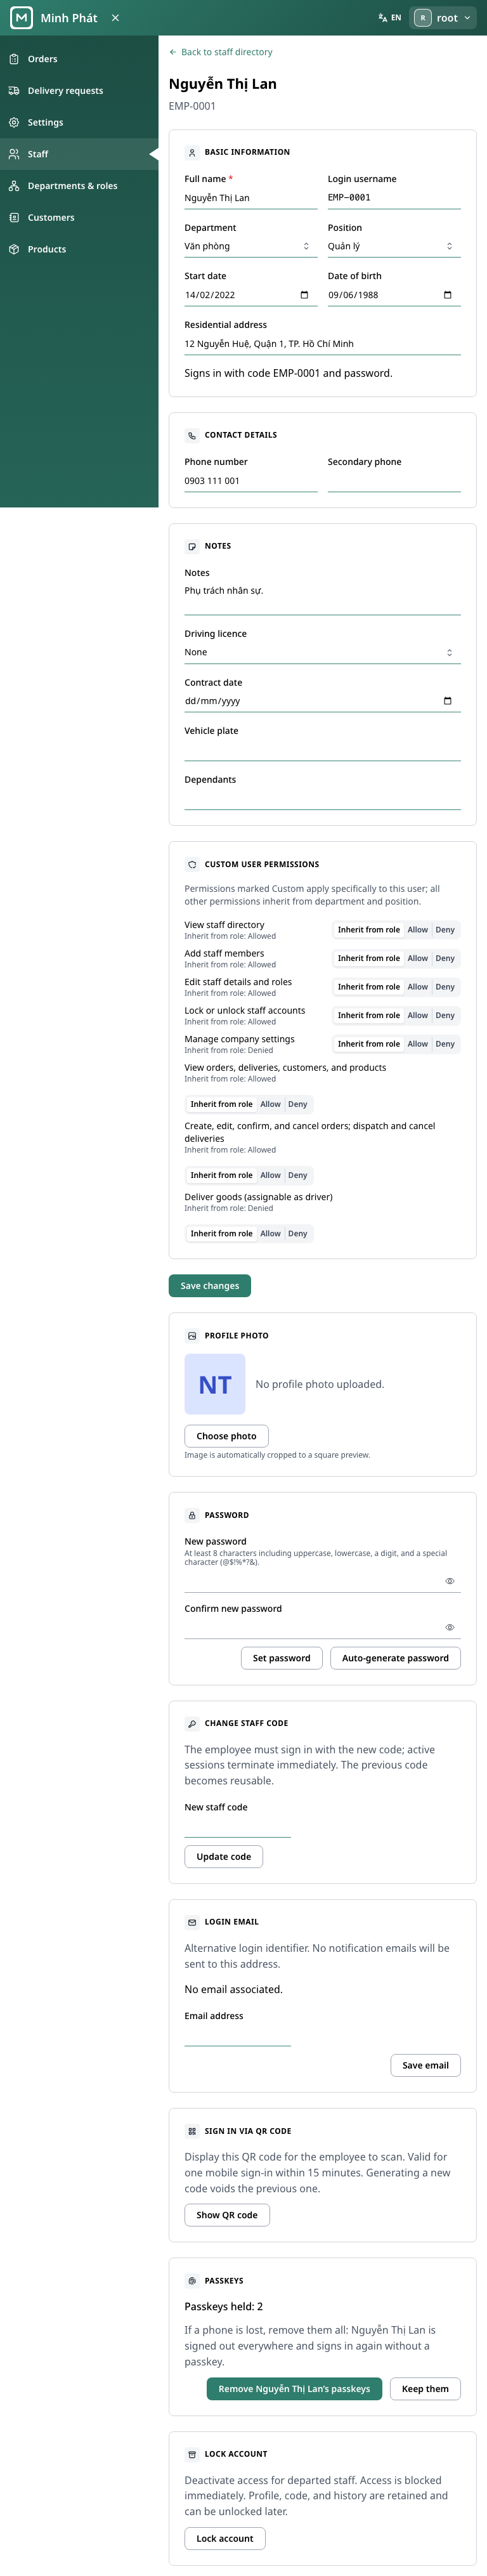 Minh Phát
EN
R
root
Orders
Delivery requests
Settings
Staff
Departments & roles
Customers
Products
Back to staff directory
Nguyễn Thị Lan
EMP-0001
BASIC INFORMATION
Full name *
Login username
Nguyễn Thị Lan
EMP-0001
Department
Position
Văn phòng
Quản lý
Start date
Date of birth
14/02/2022
09/06/1988
Residential address
12 Nguyễn Huệ, Quận 1, TP. Hồ Chí Minh
Signs in with code EMP-0001 and password.
CONTACT DETAILS
Phone number
Secondary phone
0903 111 001
NOTES
Notes
Phụ trách nhân sự.
Driving licence
None
Contract date
dd/mm/yyyy
Vehicle plate
Dependants
CUSTOM USER PERMISSIONS
Permissions marked Custom apply specifically to this user; all
other permissions inherit from department and position.
View staff directory
Inherit from role: Allowed
Inherit from role Allow Deny
Add staff members
Inherit from role: Allowed
Inherit from role Allow Deny
Edit staff details and roles
Inherit from role: Allowed
Inherit from role Allow Deny
Lock or unlock staff accounts
Inherit from role: Allowed
Inherit from role Allow Deny
Manage company settings
Inherit from role: Denied
Inherit from role Allow Deny
View orders, deliveries, customers, and products
Inherit from role: Allowed
Inherit from role Allow Deny
Create, edit, confirm, and cancel orders; dispatch and cancel
deliveries
Inherit from role: Allowed
Inherit from role Allow Deny
Deliver goods (assignable as driver)
Inherit from role: Denied
Inherit from role Allow Deny
Save changes
PROFILE PHOTO
NT
No profile photo uploaded.
Choose photo
Image is automatically cropped to a square preview.
PASSWORD
New password
At least 8 characters including uppercase, lowercase, a digit, and a special
character (@$!%*?&).
Confirm new password
Set password
Auto-generate password
CHANGE STAFF CODE
The employee must sign in with the new code; active
sessions terminate immediately. The previous code
becomes reusable.
New staff code
Update code
LOGIN EMAIL
Alternative login identifier. No notification emails will be
sent to this address.
No email associated.
Email address
Save email
SIGN IN VIA QR CODE
Display this QR code for the employee to scan. Valid for
one mobile sign-in within 15 minutes. Generating a new
code voids the previous one.
Show QR code
PASSKEYS
Passkeys held: 2
If a phone is lost, remove them all: Nguyễn Thị Lan is
signed out everywhere and signs in again without a
passkey.
Remove Nguyễn Thị Lan's passkeys
Keep them
LOCK ACCOUNT
Deactivate access for departed staff. Access is blocked
immediately. Profile, code, and history are retained and
can be unlocked later.
Lock account